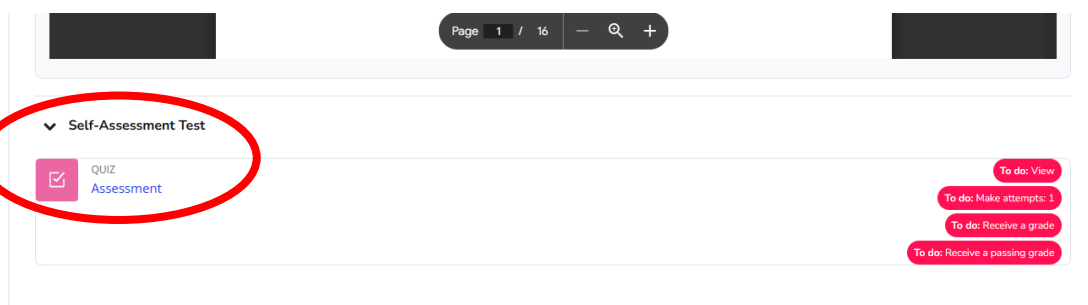 Page 1 / 16
Self-Assessment Test
QUIZ
Assessment
To do: View
To do: Make attempts: 1
To do: Receive a grade
To do: Receive a passing grade